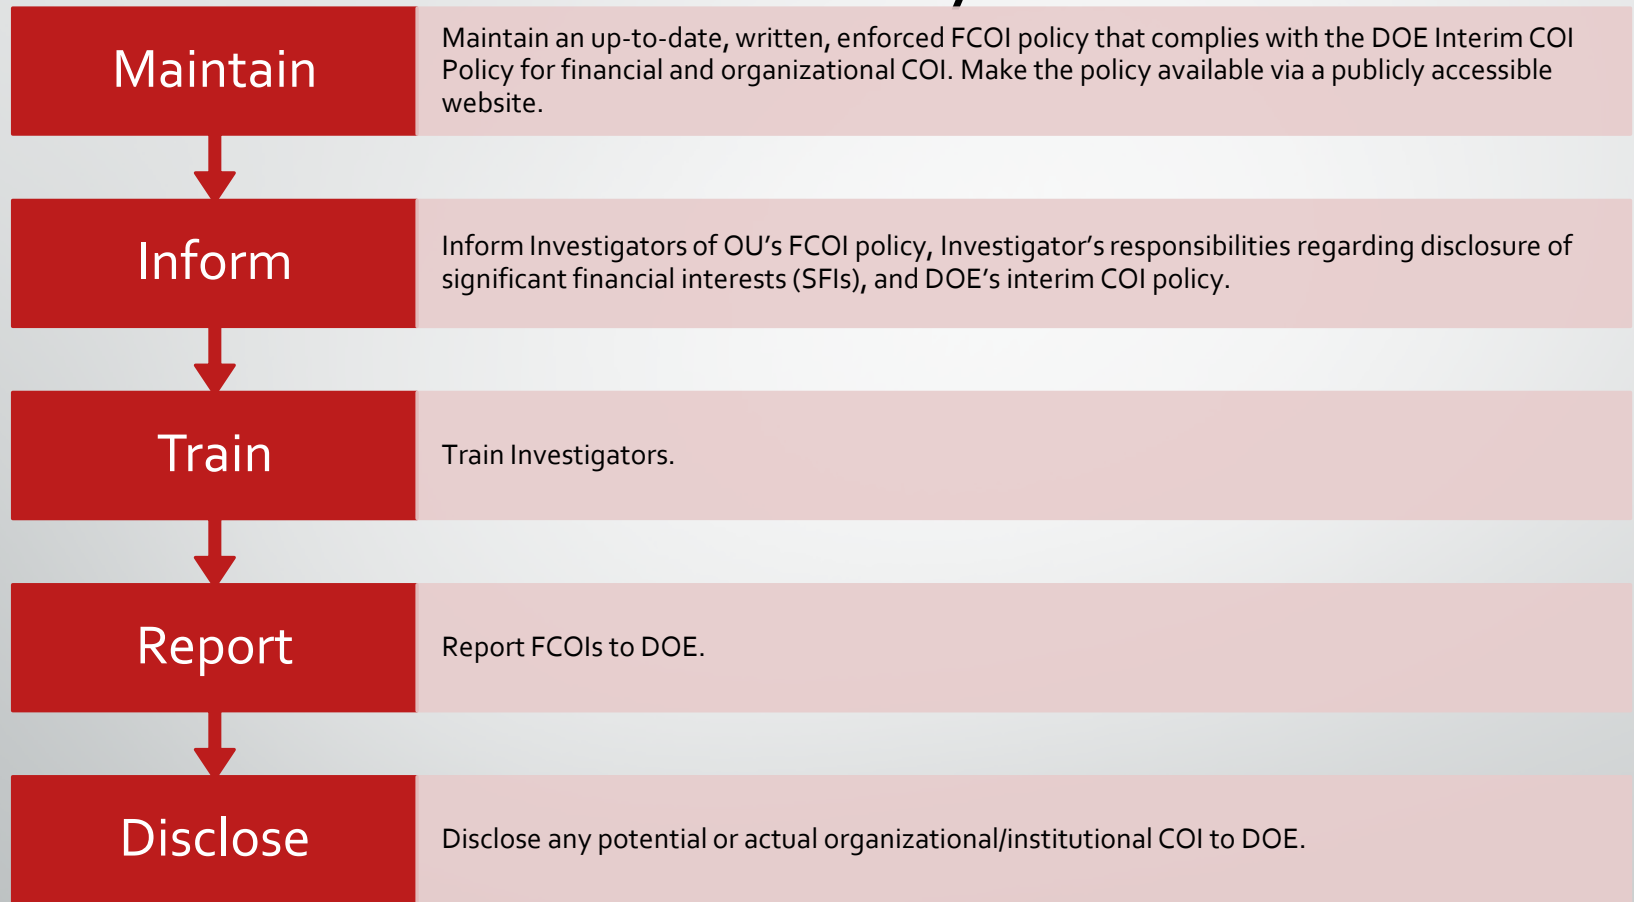 Maintain
Maintain an up-to-date, written, enforced FCOI policy that complies with the DOE Interim COI
Policy for financial and organizational COI. Make the policy available via a publicly accessible
website.
Inform
Inform Investigators of OU’s FCOI policy, Investigator’s responsibilities regarding disclosure of
significant financial interests (SFIs), and DOE’s interim COI policy.
Train
Train Investigators.
Report
Report FCOIs to DOE.
Disclose
Disclose any potential or actual organizational/institutional COI to DOE.